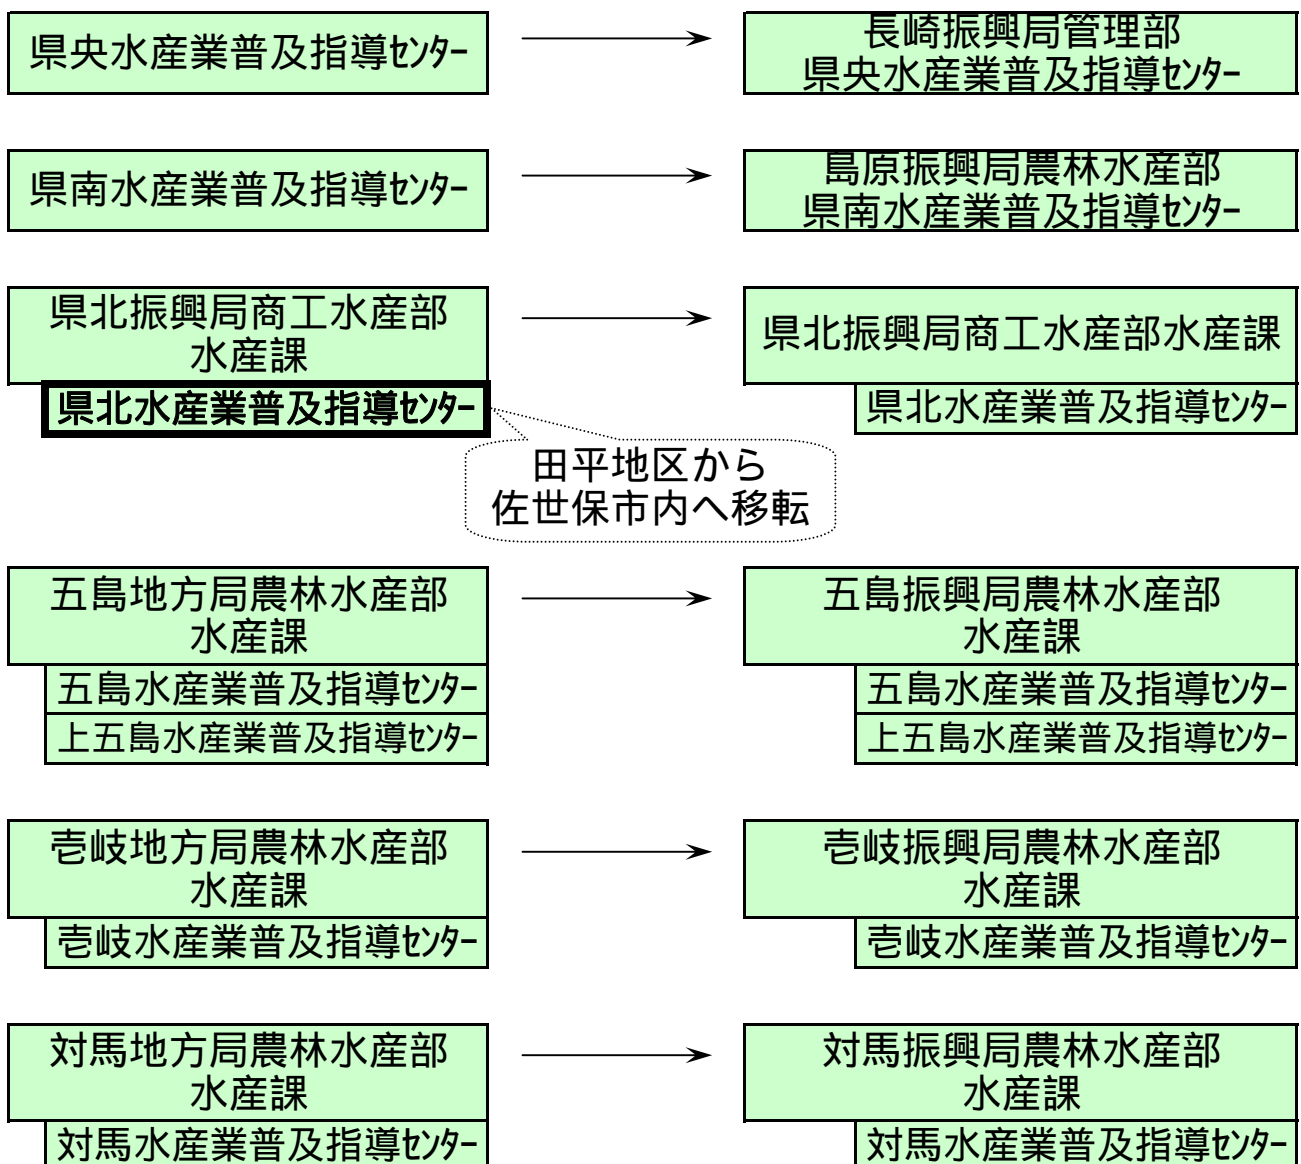 県央水産業普及指導ｾﾝﾀｰ
長崎振興局管理部
県央水産業普及指導ｾﾝﾀｰ
県南水産業普及指導ｾﾝﾀｰ
島原振興局農林水産部
県南水産業普及指導ｾﾝﾀｰ
県北振興局商工水産部
水産課
県北水産業普及指導ｾﾝﾀｰ
県北振興局商工水産部水産課
県北水産業普及指導ｾﾝﾀｰ
田平地区から
佐世保市内へ移転
五島地方局農林水産部
水産課
五島水産業普及指導ｾﾝﾀｰ
上五島水産業普及指導ｾﾝﾀｰ
五島振興局農林水産部
水産課
五島水産業普及指導ｾﾝﾀｰ
上五島水産業普及指導ｾﾝﾀｰ
壱岐地方局農林水産部
水産課
壱岐水産業普及指導ｾﾝﾀｰ
壱岐振興局農林水産部
水産課
壱岐水産業普及指導ｾﾝﾀｰ
対馬地方局農林水産部
水産課
対馬水産業普及指導ｾﾝﾀｰ
対馬振興局農林水産部
水産課
対馬水産業普及指導ｾﾝﾀｰ